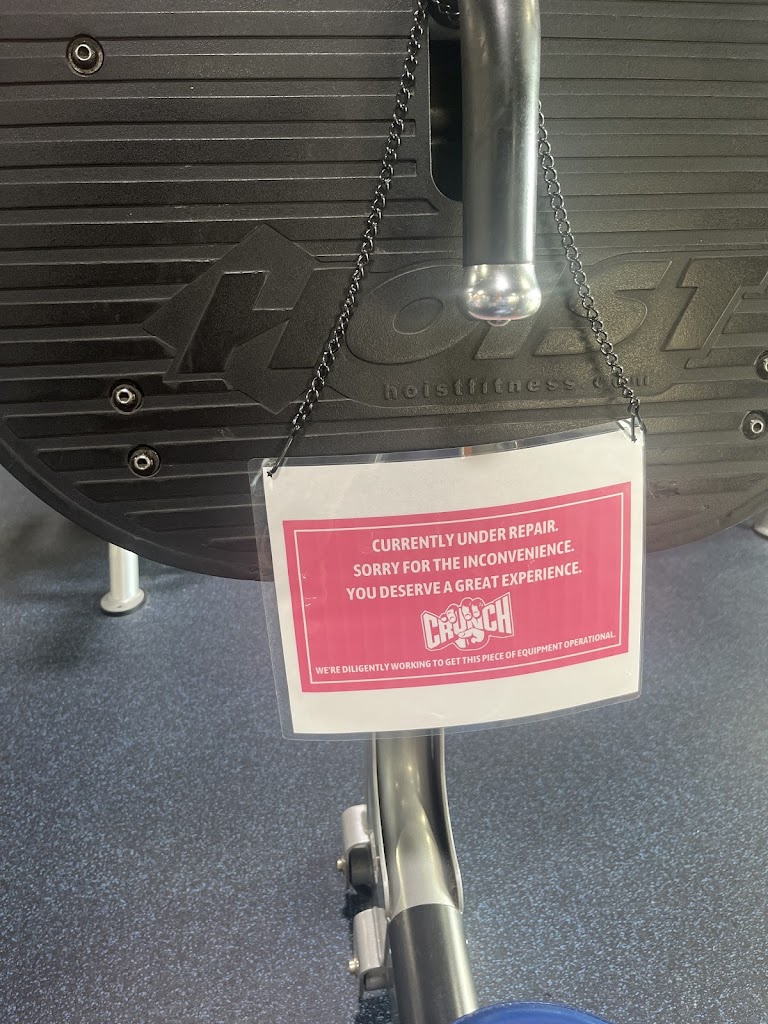 HOIST
hoistfitness.com
CURRENTLY UNDER REPAIR.
SORRY FOR THE INCONVENIENCE.
YOU DESERVE A GREAT EXPERIENCE.
CRUNCH
WE'RE DILIGENTLY WORKING TO GET THIS PIECE OF EQUIPMENT OPERATIONAL.